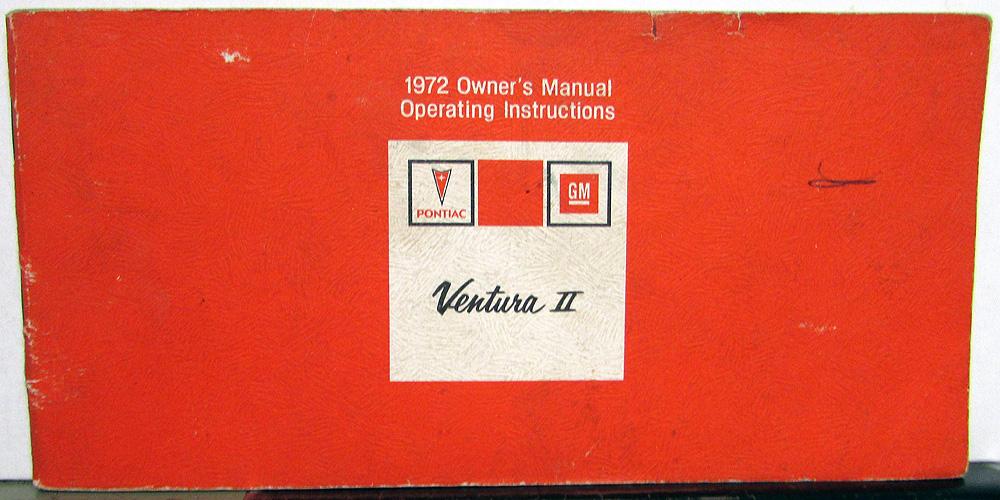 1972 Owner's Manual
Operating Instructions
PONTIAC
GM
Ventura II